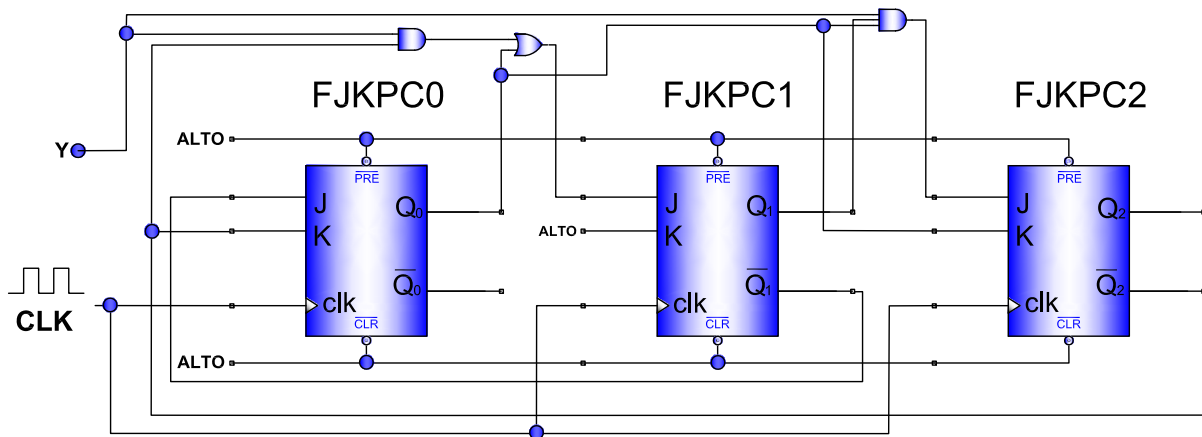 FJKPC0 FJKPC1 FJKPC2
Y
ALTO
PRE PRE PRE
J Q0 J Q1 J Q2
K ALTO K K
Q0 Q1 Q2
CLK
clk clk clk
CLR CLR CLR
ALTO